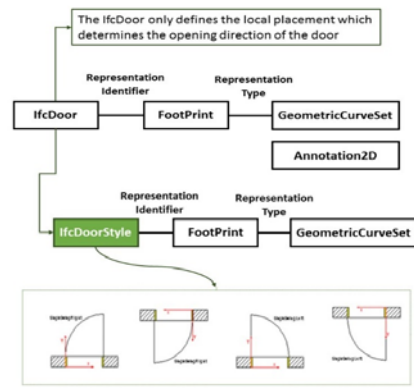 The IfcDoor only defines the local placement which
determines the opening direction of the door
Representation
Identifier
Representation
Type
IfcDoor
FootPrint
GeometricCurveSet
Annotation2D
Representation
Identifier
Representation
Type
IfcDoorStyle
FootPrint
GeometricCurveSet